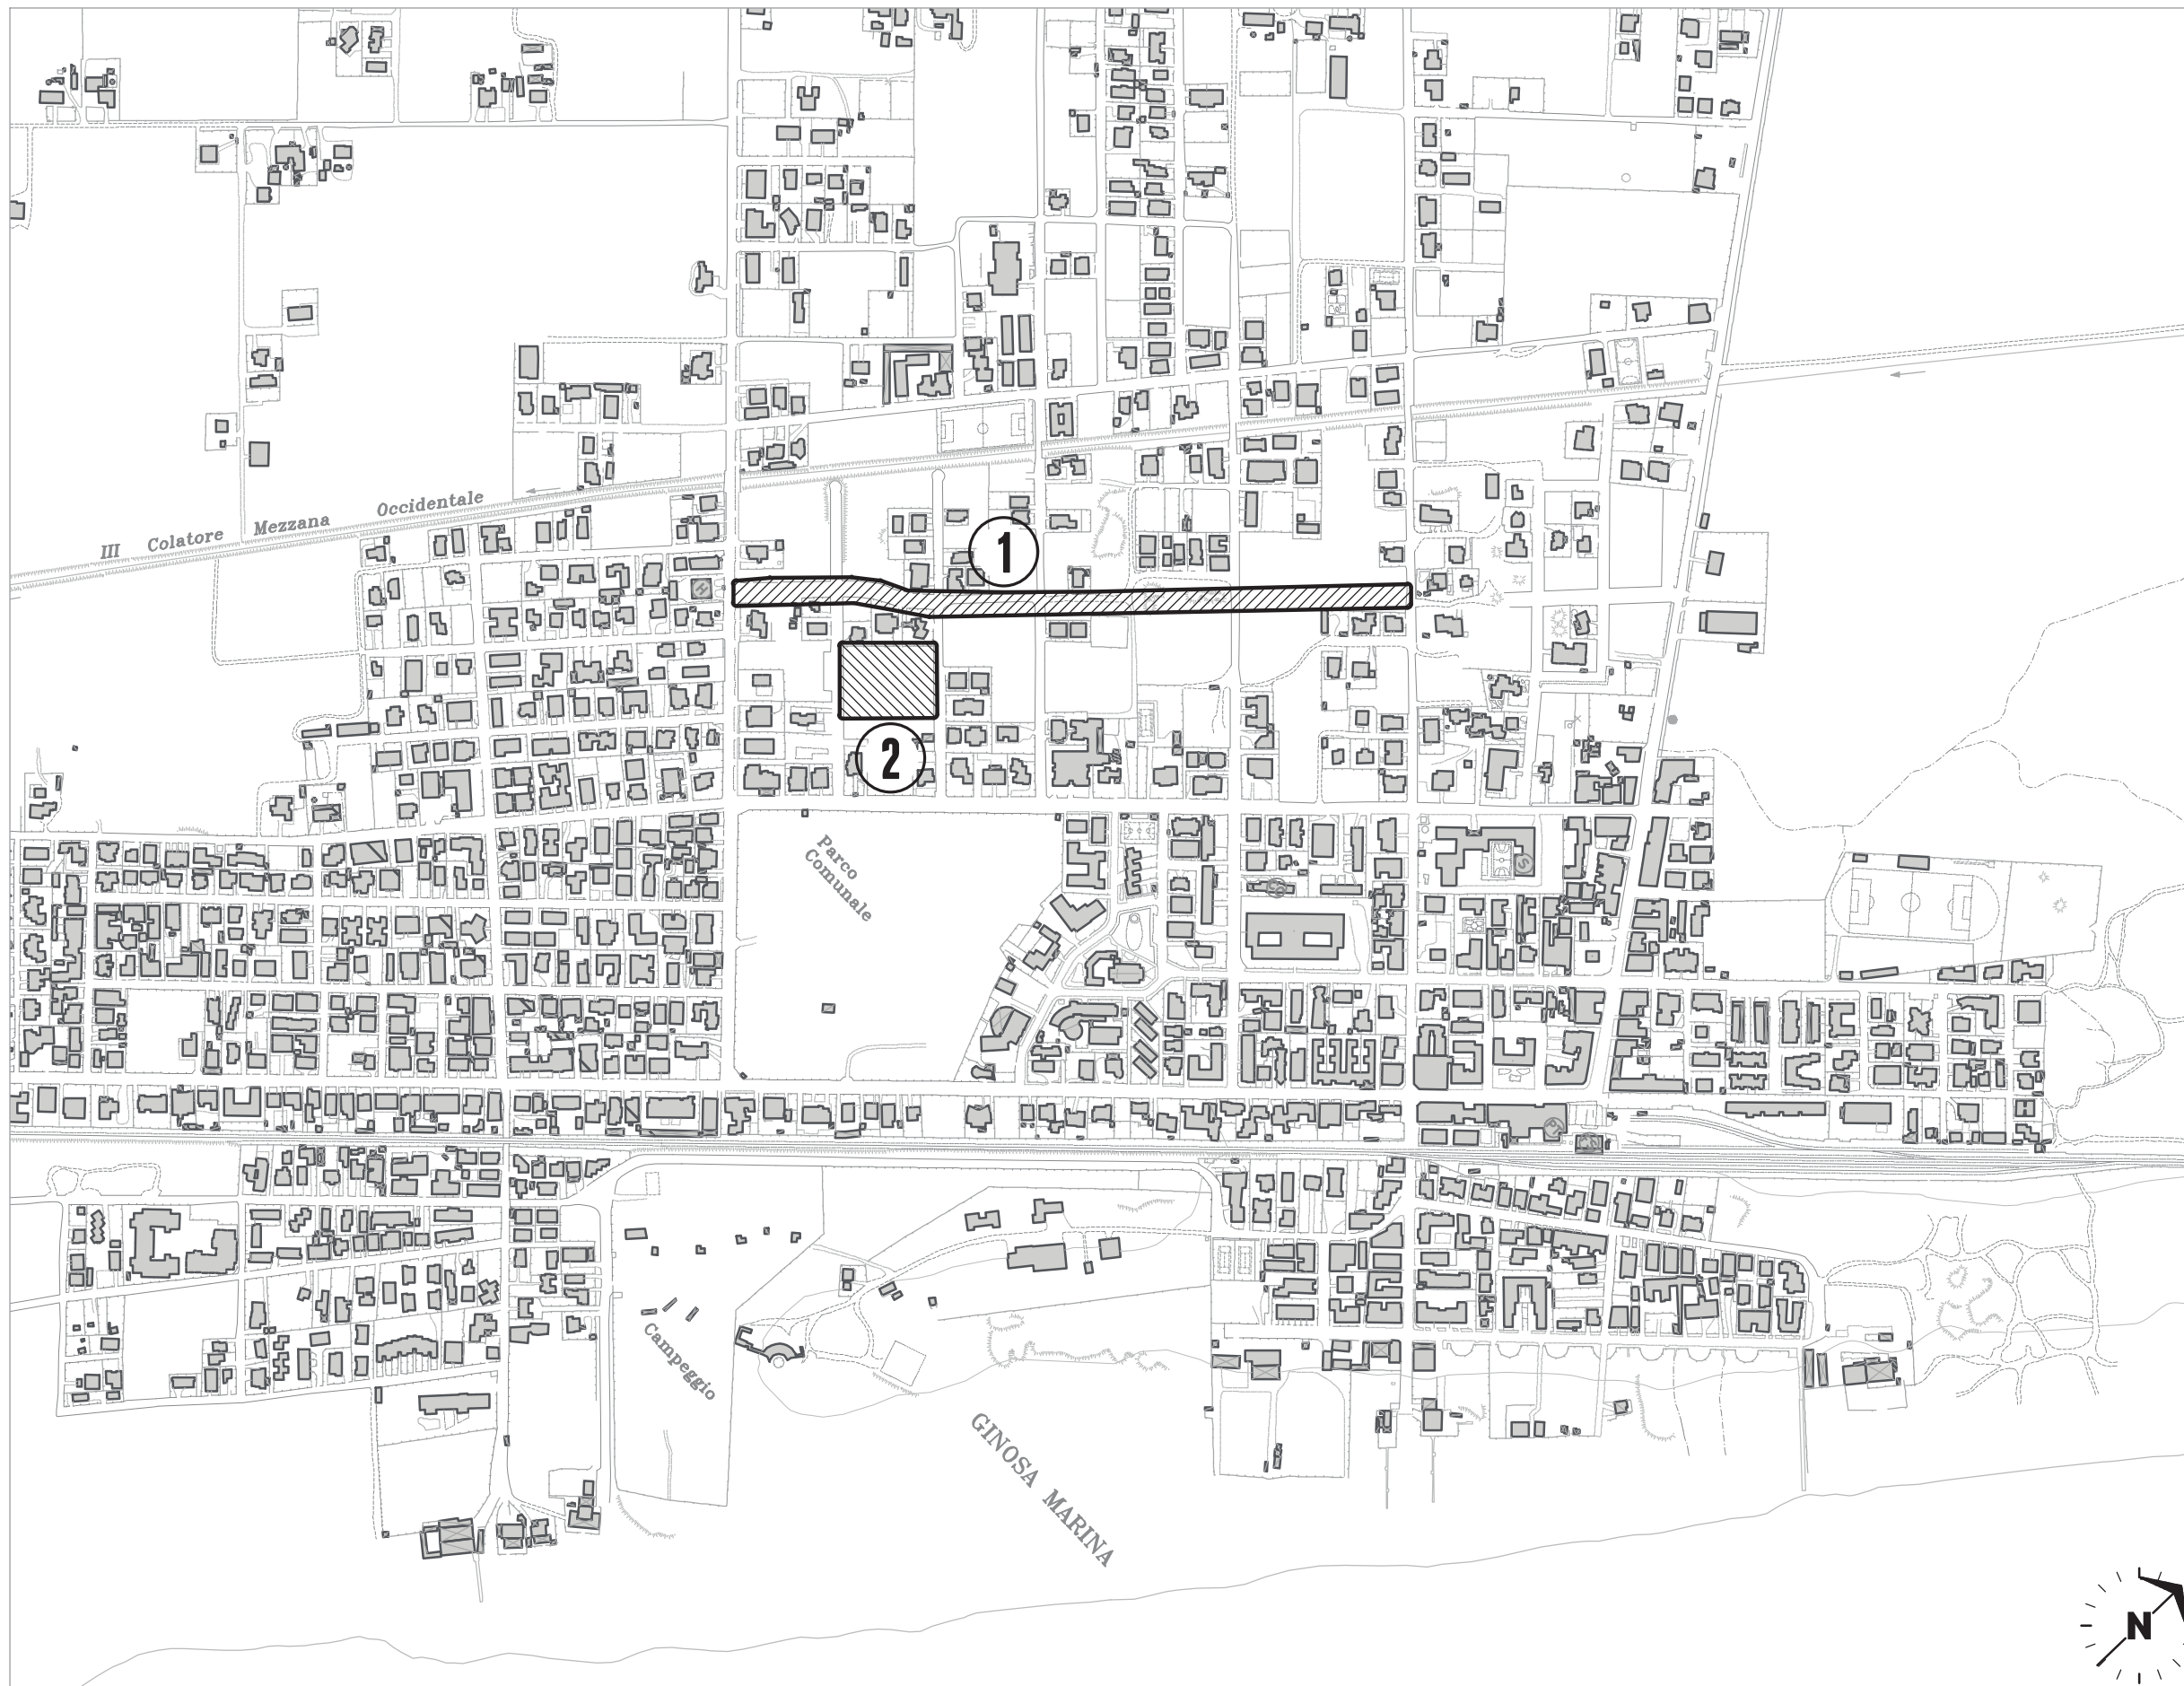 III Colatore Mezzana Occidentale
1
H
2
Parco
Comunale
S
Campeggio
GINOSA MARINA
N